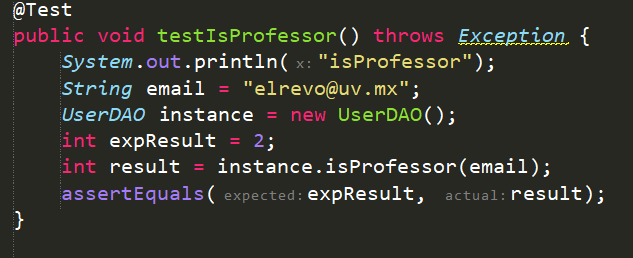 @Test
public void testIsProfessor() throws Exception {
System.out.println( x: "isProfessor");
String email = "elrevo@uv.mx";
UserDAO instance = new UserDAO();
int expResult = 2;
int result = instance.isProfessor(email);
assertEquals( expected: expResult, actual: result);
}